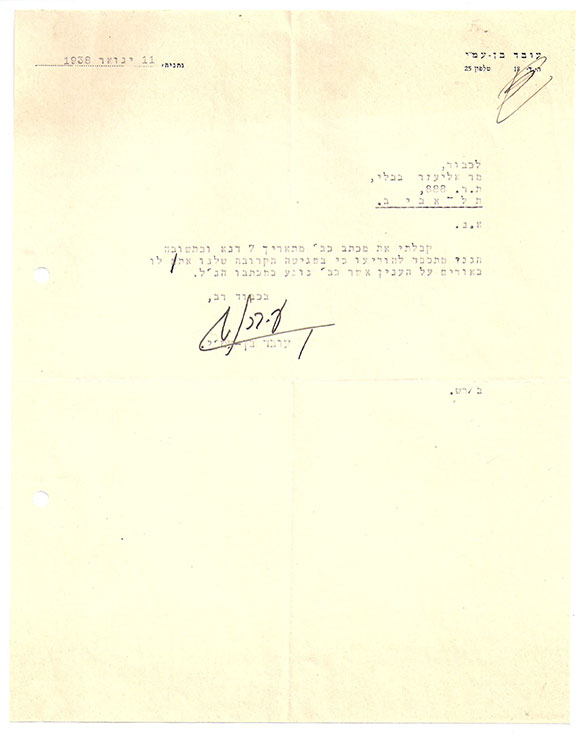 עובד בן-עמי
ת.ד. 18 טלפון 25
נתניה, 11 ינואר 1938
לכבוד,
מר אליעזר בבלי,
ת.ד. 888,
תל־אביב.
א.נ.
קבלתי את מכתב כב' מתאריך 7 דנא ובתשובה
הנני מתכבד להודיעו כי בפגישה הקרובה שלנו אתן לו
באורים על הענין אשר כב' נוגע במכתבו הנ"ל.
בכבוד רב,
עובד בן-עמי.